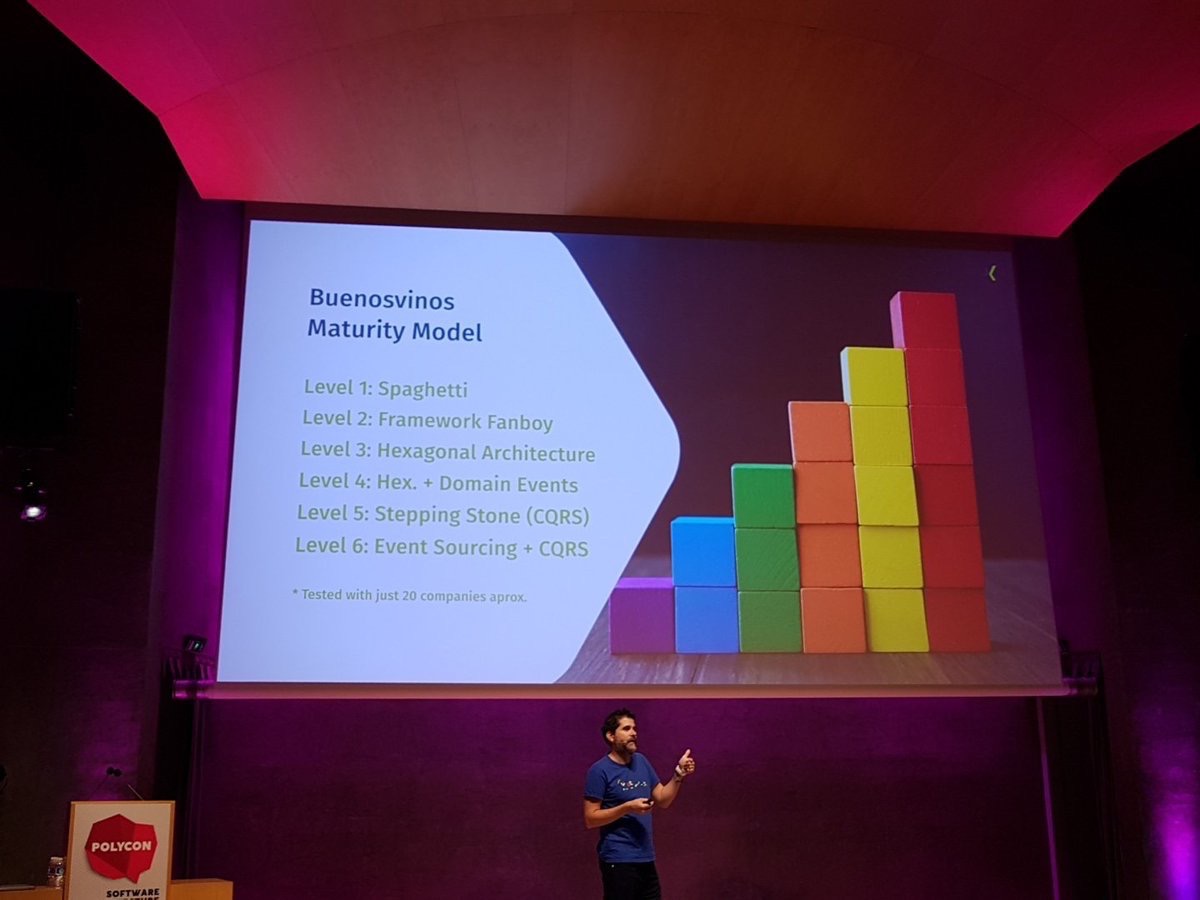 Buenosvinos
Maturity Model
Level 1: Spaghetti
Level 2: Framework Fanboy
Level 3: Hexagonal Architecture
Level 4: Hex. + Domain Events
Level 5: Stepping Stone (CQRS)
Level 6: Event Sourcing + CQRS
* Tested with just 20 companies aprox.
POLYCON
SOFTWARE